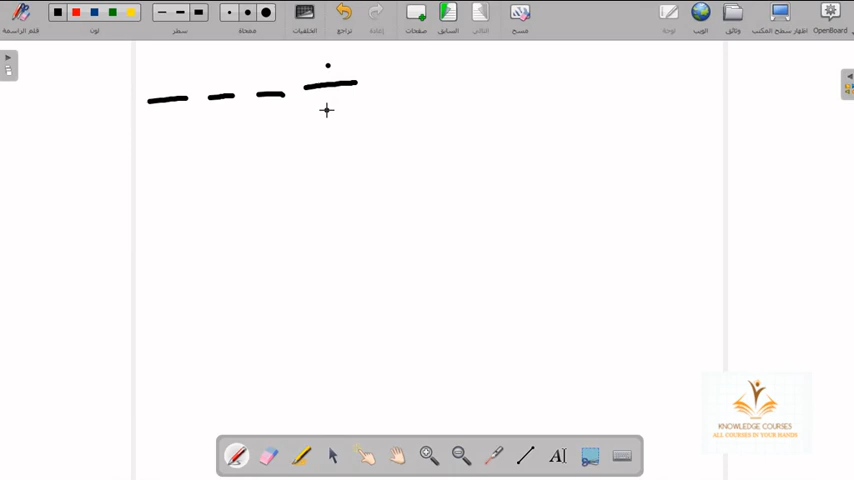 قلم الراسمة لون سطر ممحاة الخلفيات تراجع إعادة صفحات السابق التالي مسح لوحة الويب وثائق اظهار سطح المكتب OpenBoard
KNOWLEDGE COURSES
ALL COURSES IN YOUR HANDS